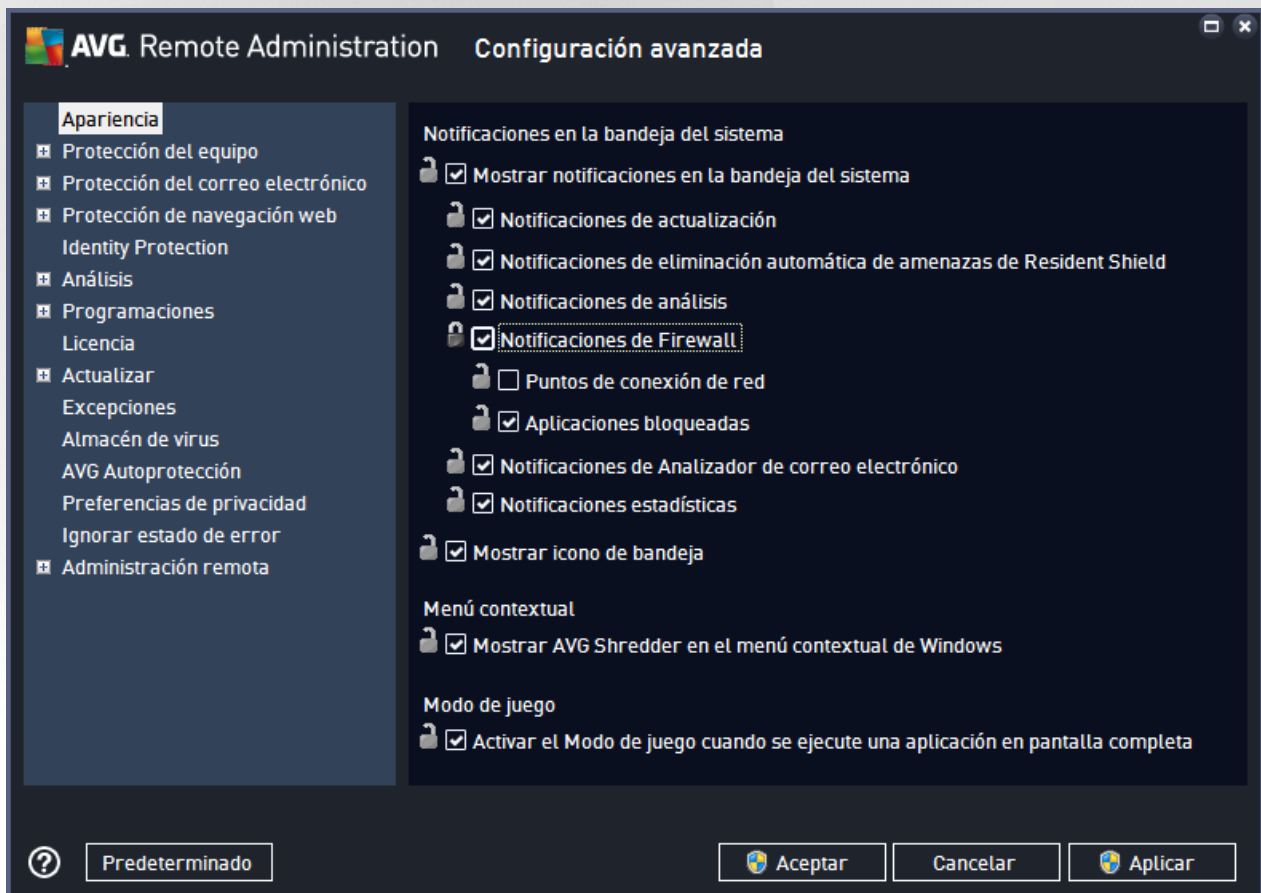 AVG. Remote Administration Configuración avanzada
Apariencia
Protección del equipo
Protección del correo electrónico
Protección de navegación web
Identity Protection
Análisis
Programaciones
Licencia
Actualizar
Excepciones
Almacén de virus
AVG Autoprotección
Preferencias de privacidad
Ignorar estado de error
Administración remota
Notificaciones en la bandeja del sistema
Mostrar notificaciones en la bandeja del sistema
Notificaciones de actualización
Notificaciones de eliminación automática de amenazas de Resident Shield
Notificaciones de análisis
Notificaciones de Firewall
Puntos de conexión de red
Aplicaciones bloqueadas
Notificaciones de Analizador de correo electrónico
Notificaciones estadísticas
Mostrar icono de bandeja
Menú contextual
Mostrar AVG Shredder en el menú contextual de Windows
Modo de juego
Activar el Modo de juego cuando se ejecute una aplicación en pantalla completa
? Predeterminado Aceptar Cancelar Aplicar